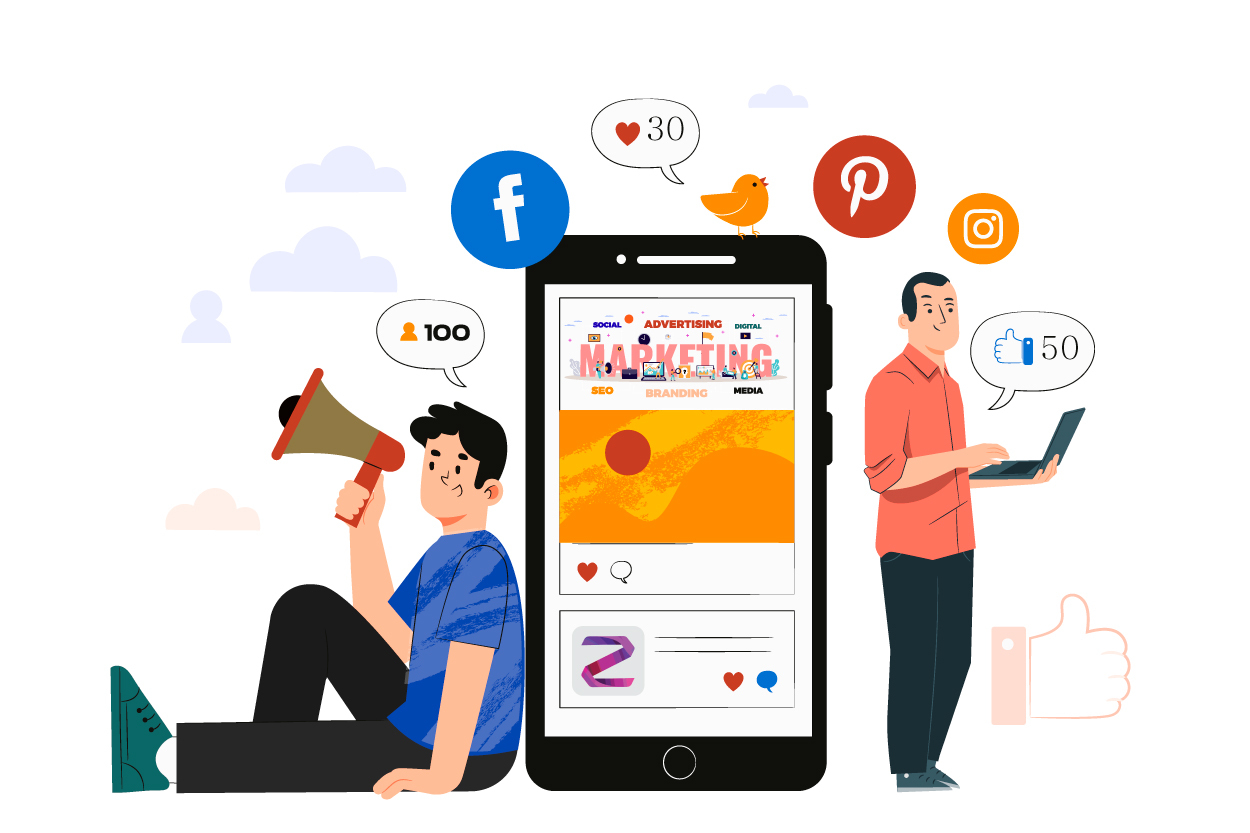 30
100
50
SOCIAL ADVERTISING DIGITAL
MARKETING
SEO BRANDING MEDIA